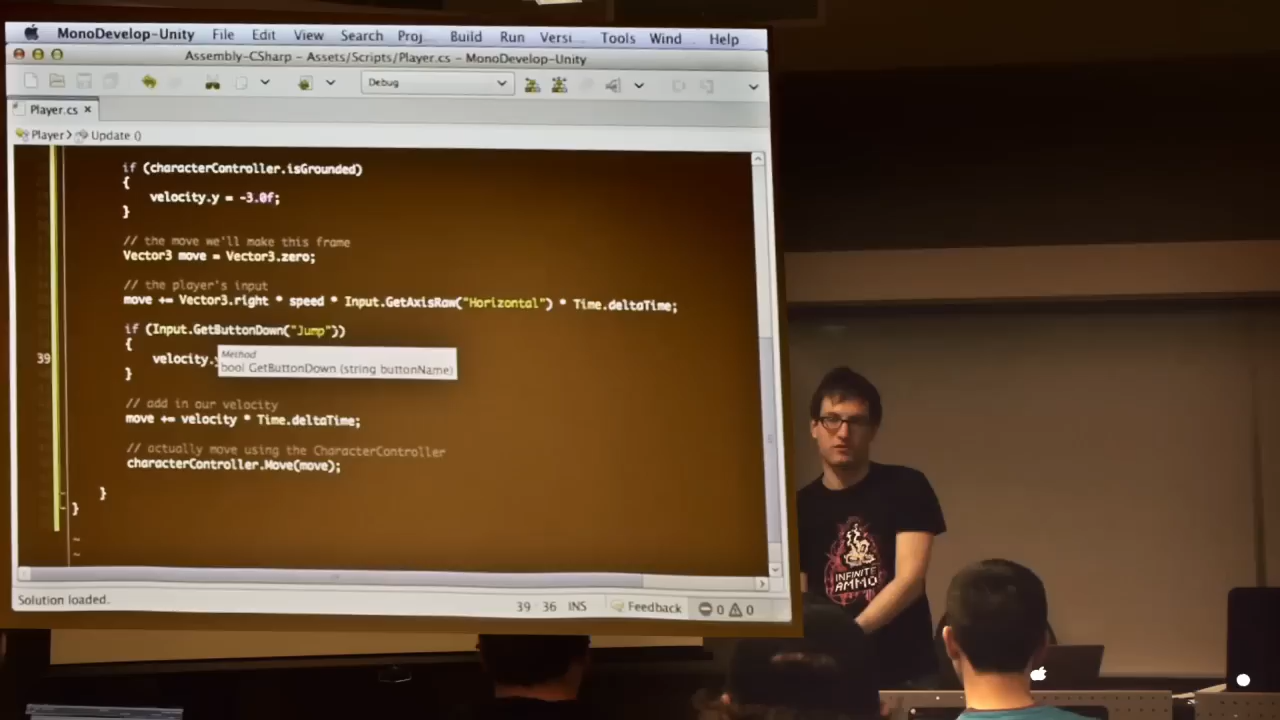 MonoDevelop-Unity File Edit View Search Proj... Build Run Versi... Tools Wind... Help
Assembly-CSharp – Assets/Scripts/Player.cs – MonoDevelop-Unity
Debug
Player.cs ×
Player > Update ()
if (characterController.isGrounded)
{
velocity.y = -3.0f;
}
// the move we'll make this frame
Vector3 move = Vector3.zero;
// the player's input
move += Vector3.right * speed * Input.GetAxisRaw("Horizontal") * Time.deltaTime;
if (Input.GetButtonDown("Jump"))
{
Method
39 velocity.
bool GetButtonDown (string buttonName)
}
// add in our velocity
move += velocity * Time.deltaTime;
// actually move using the CharacterController
characterController.Move(move);
}
}
~
~
Solution loaded. 39 36 INS Feedback 0 0
INFINITE
AMMO